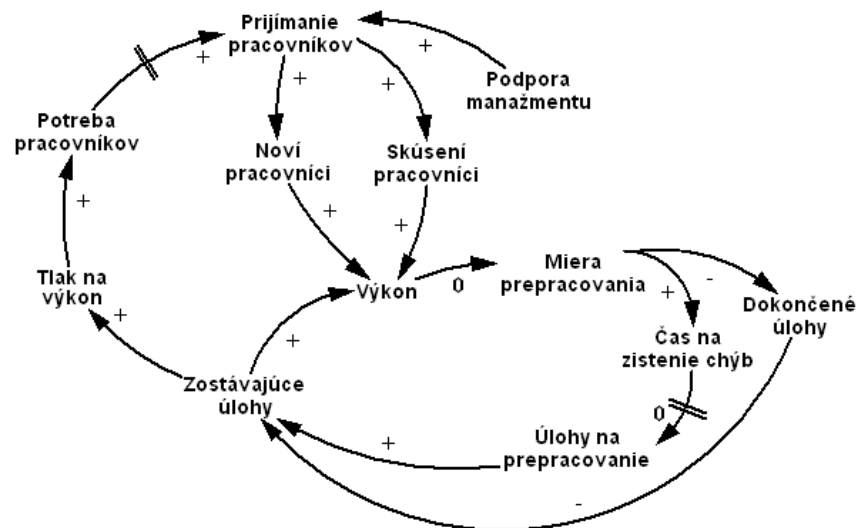 Prijímanie
pracovníkov
+
+
+
+
Podpora
manažmentu
Potreba
pracovníkov
Noví
pracovníci
Skúsení
pracovníci
+
+
+
Tlak na
výkon
Výkon
0
Miera
prepracovania
-
+
Dokončené
úlohy
+
+
Čas na
zistenie chýb
Zostávajúce
úlohy
0
+
Úlohy na
prepracovanie
-